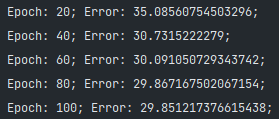 Epoch: 20; Error: 35.08560754503296;
Epoch: 40; Error: 30.7315222279;
Epoch: 60; Error: 30.091050729343742;
Epoch: 80; Error: 29.867167502067154;
Epoch: 100; Error: 29.851217376615438;